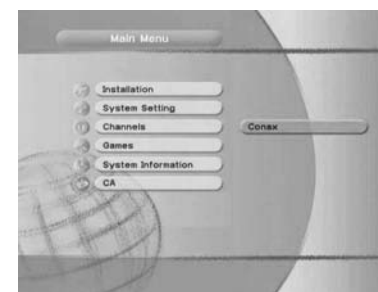 Main Menu
Installation
System Setting
Channels
Conax
Games
System Information
CA